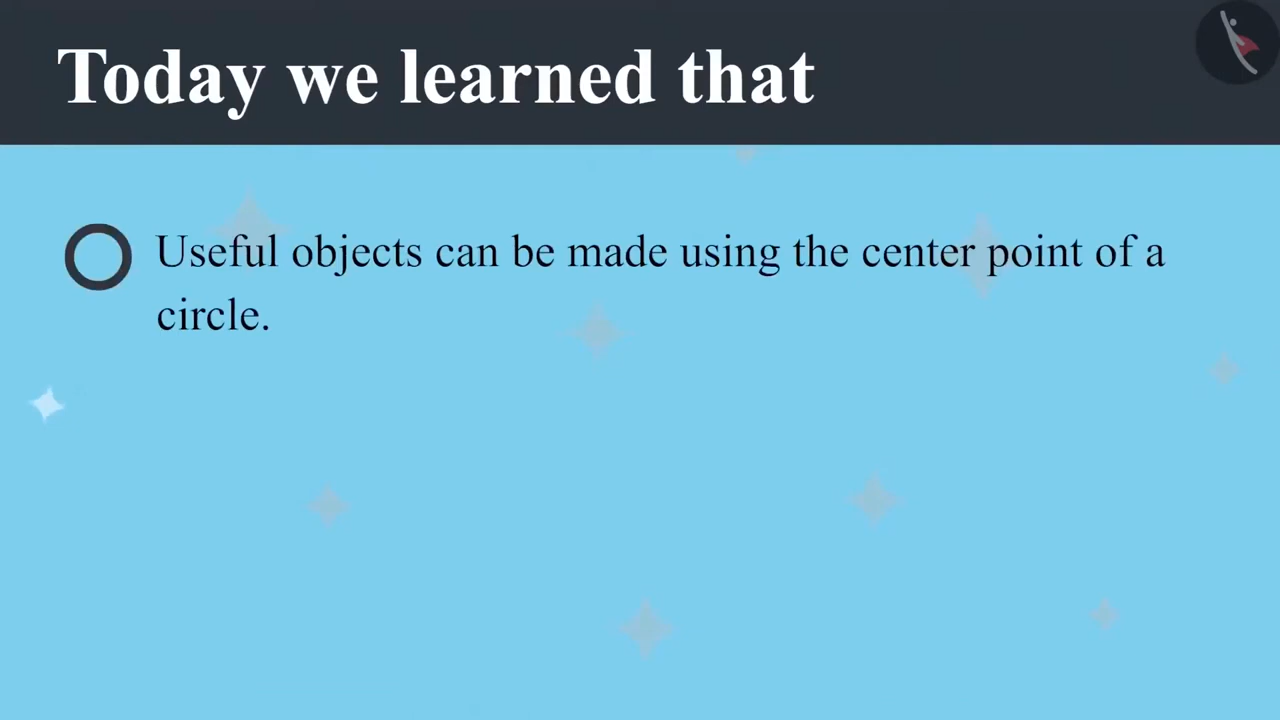 Today we learned that
Useful objects can be made using the center point of a
circle.